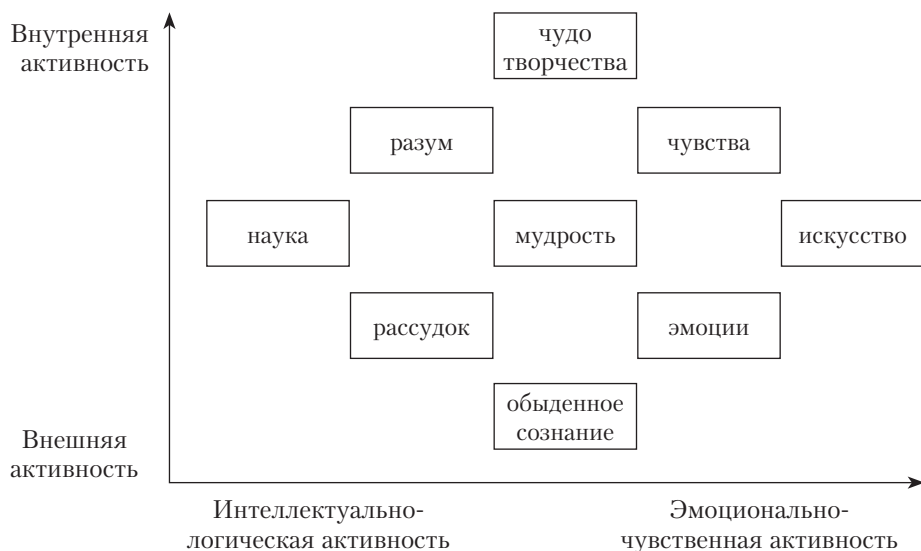 Внутренняя
активность
чудо
творчества
разум
чувства
наука
мудрость
искусство
рассудок
эмоции
обыденное
сознание
Внешняя
активность
Интеллектуально-
логическая активность
Эмоционально-
чувственная активность